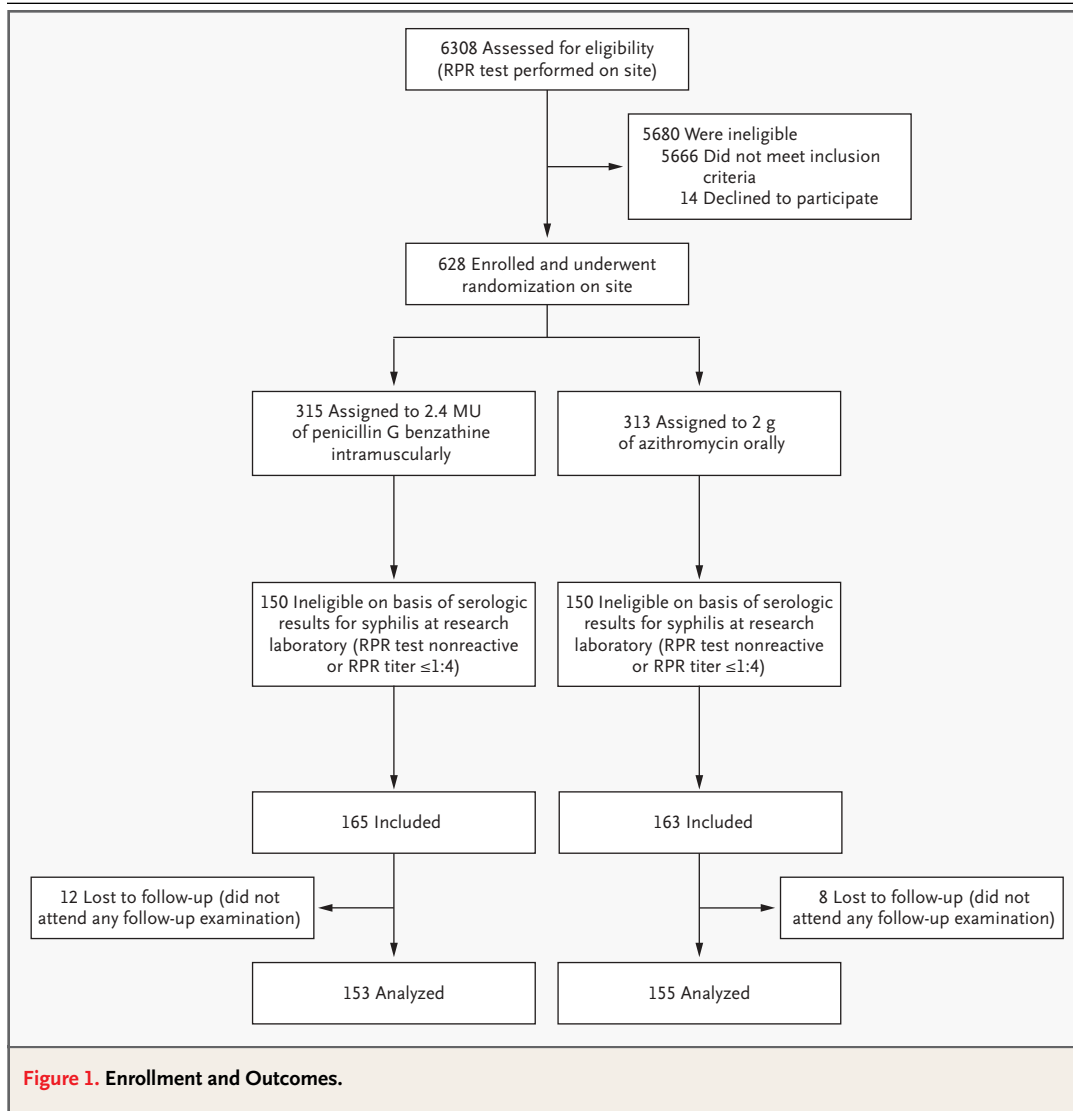 6308 Assessed for eligibility
(RPR test performed on site)
5680 Were ineligible
5666 Did not meet inclusion
criteria
14 Declined to participate
628 Enrolled and underwent
randomization on site
315 Assigned to 2.4 MU
of penicillin G benzathine
intramuscularly
313 Assigned to 2 g
of azithromycin orally
150 Ineligible on basis of serologic
results for syphilis at research
laboratory (RPR test nonreactive
or RPR titer ≤1:4)
150 Ineligible on basis of serologic
results for syphilis at research
laboratory (RPR test nonreactive
or RPR titer ≤1:4)
165 Included
163 Included
12 Lost to follow-up (did not
attend any follow-up examination)
8 Lost to follow-up (did not
attend any follow-up examination)
153 Analyzed
155 Analyzed
Figure 1. Enrollment and Outcomes.